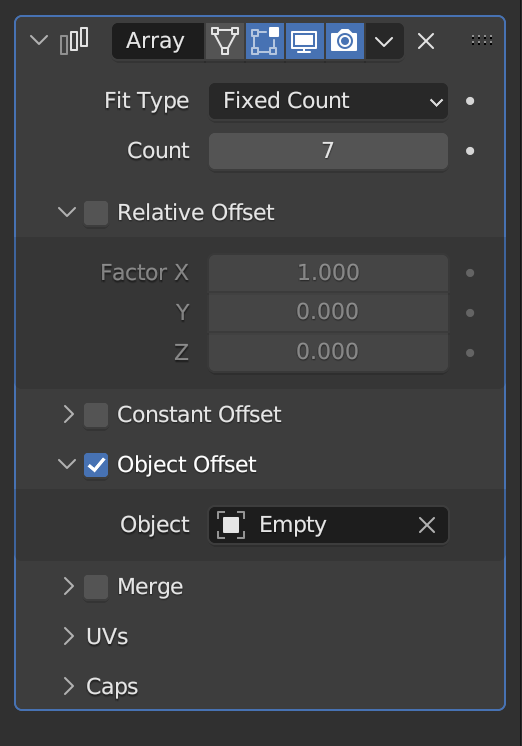 Array
Fit Type Fixed Count
Count 7
Relative Offset
Factor X 1.000
Y 0.000
Z 0.000
Constant Offset
Object Offset
Object Empty
Merge
UVs
Caps